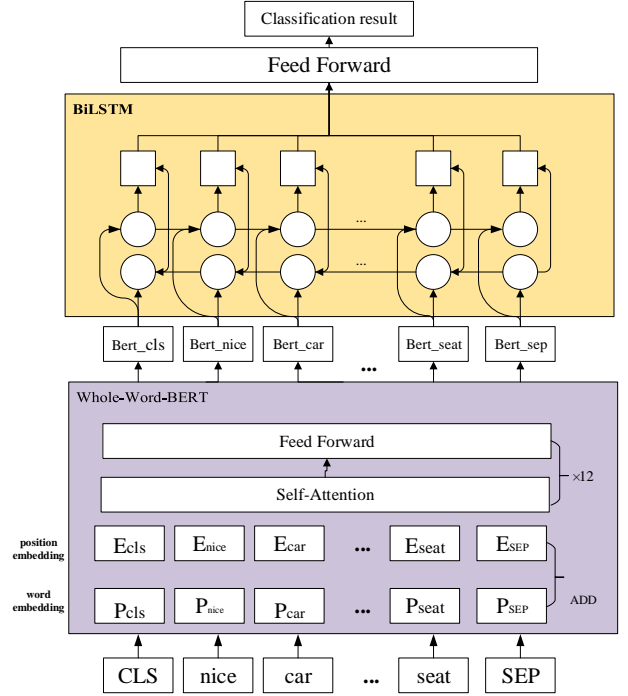 Classification result
Feed Forward
BiLSTM
...
...
Bert_cls Bert_nice Bert_car ... Bert_seat Bert_sep
Whole-Word-BERT
Feed Forward
×12
Self-Attention
position embedding Ecls Enice Ecar ... Eseat ESEP
word embedding Pcls Pnice Pcar ... Pseat PSEP
ADD
CLS nice car ... seat SEP